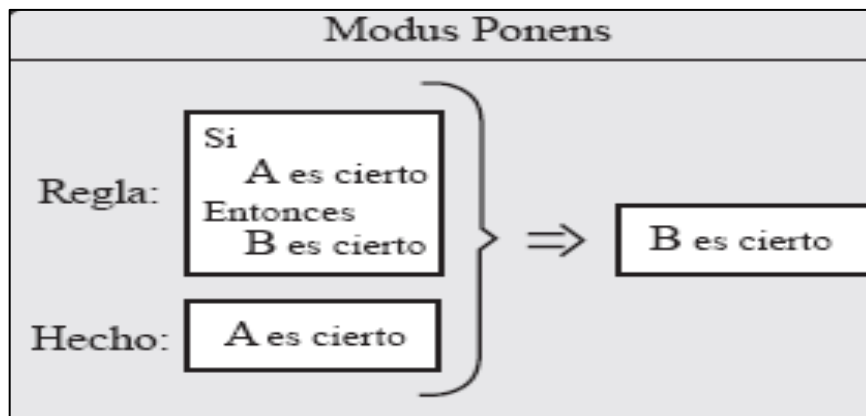 Modus Ponens
Regla:
Si
A es cierto
Entonces
B es cierto
Hecho:
A es cierto
⇒
B es cierto